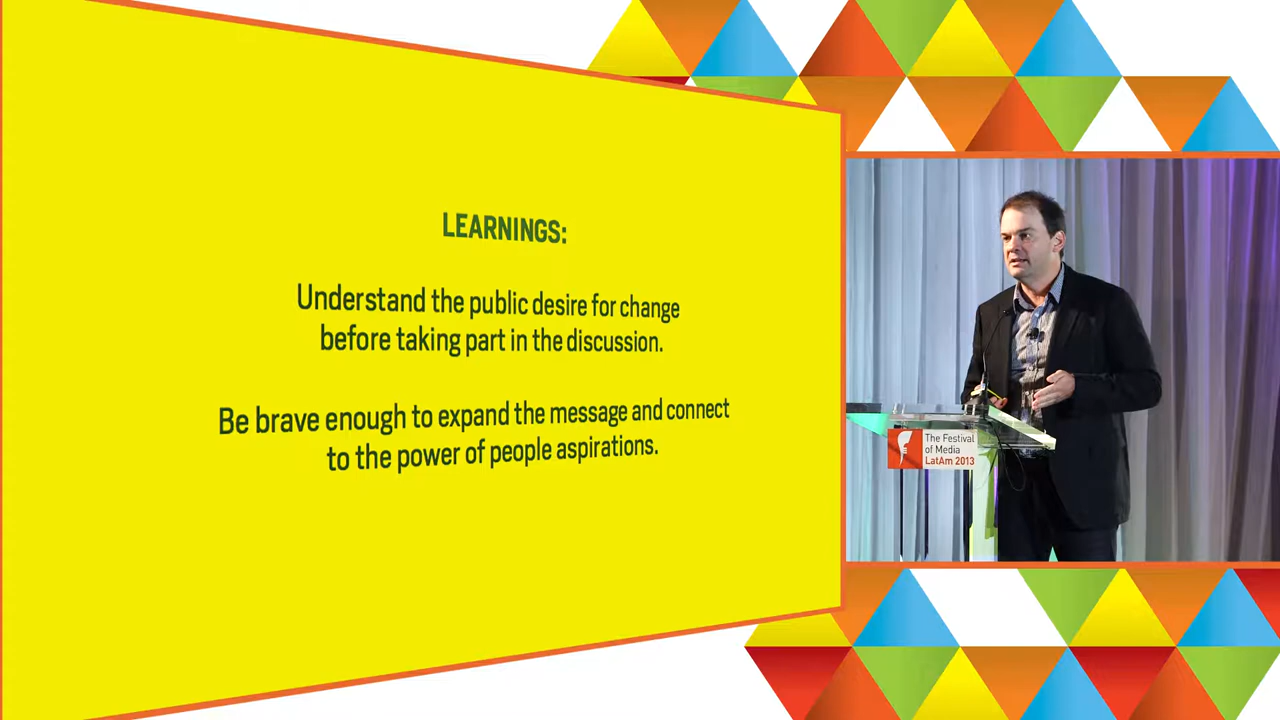 LEARNINGS:
Understand the public desire for change
before taking part in the discussion.
Be brave enough to expand the message and connect
to the power of people aspirations.
The Festival
of Media
LatAm 2013